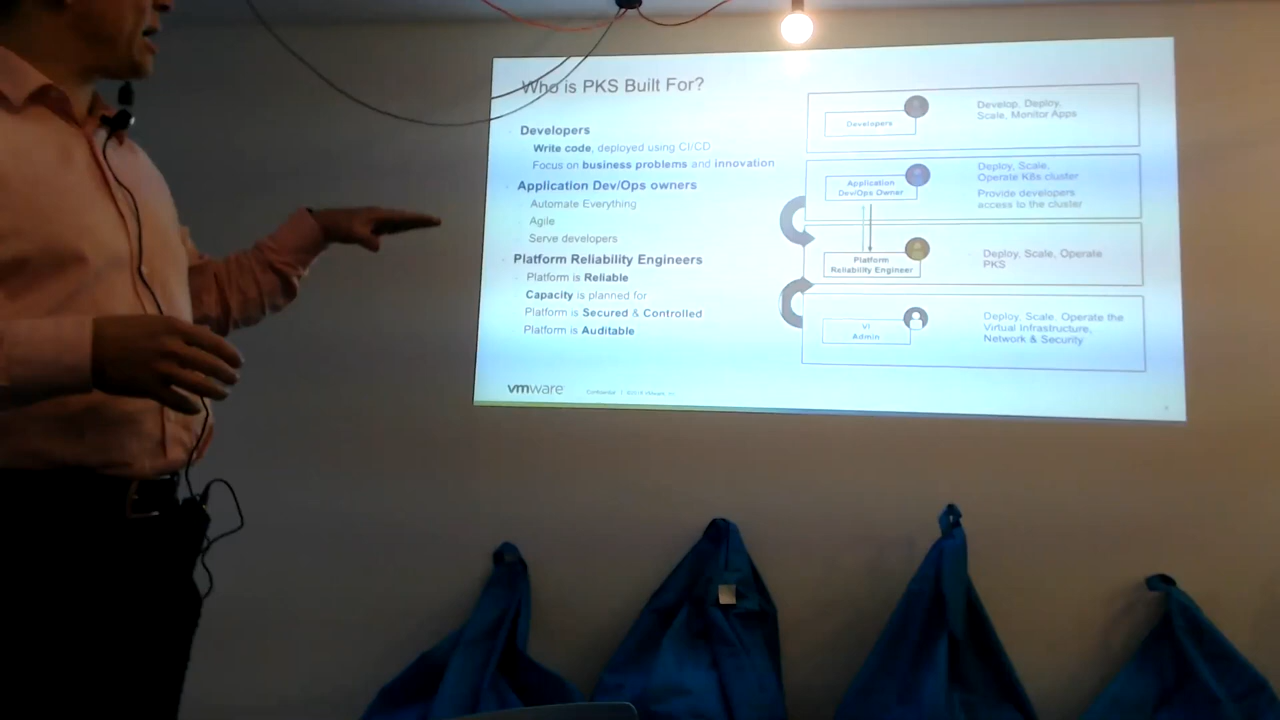 Who is PKS Built For?
Developers
Write code, deployed using CI/CD
Focus on business problems and innovation
Application Dev/Ops owners
Automate Everything
Agile
Serve developers
Platform Reliability Engineers
Platform is Reliable
Capacity is planned for
Platform is Secured & Controlled
Platform is Auditable
vmware
Confidential
Developers
Develop, Deploy,
Scale, Monitor Apps
Application
Dev/Ops Owner
Deploy, Scale,
Operate K8s cluster
Provide developers
access to the cluster
Platform
Reliability Engineer
Deploy, Scale, Operate
PKS
VI
Admin
Deploy, Scale, Operate the
Virtual Infrastructure,
Network & Security